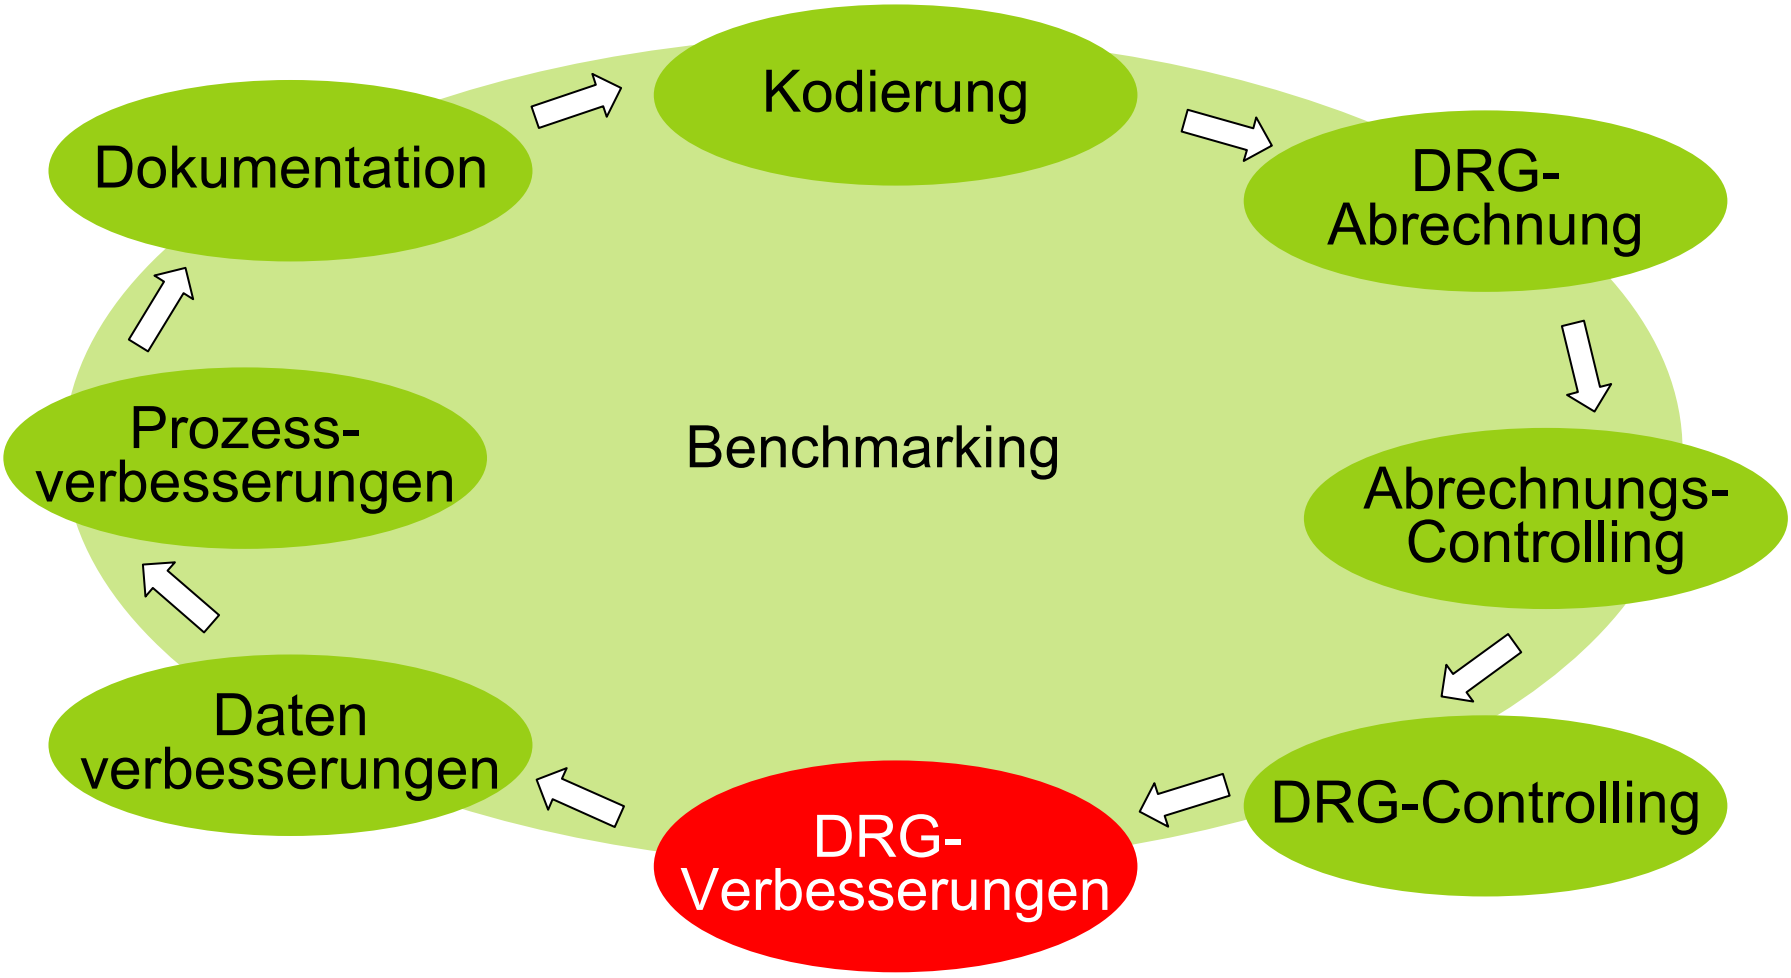 Kodierung
Dokumentation
DRG-
Abrechnung
Prozess-
verbesserungen
Benchmarking
Abrechnungs-
Controlling
Daten
verbesserungen
DRG-Controlling
DRG-
Verbesserungen